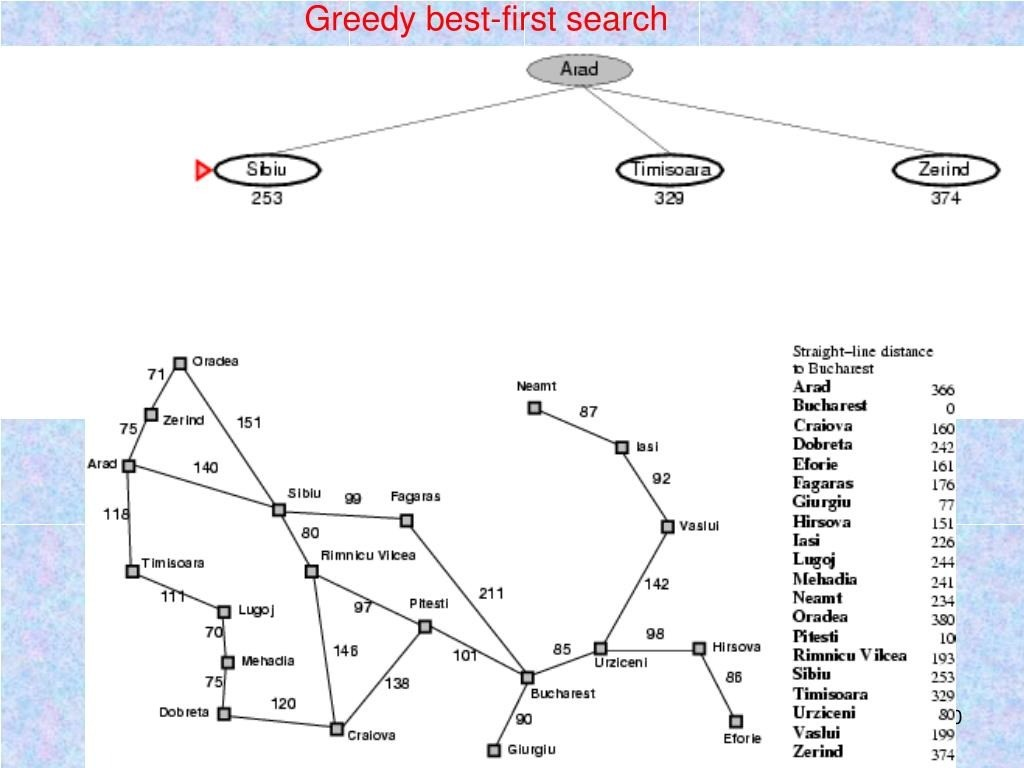 Greedy best-first search
Arad
Sibiu
Timisoara
Zerind
253
329
374
Oradea
71
Zerind
151
75
Arad
140
Sibiu
99
Fagaras
118
80
Timisoara
Rimnicu Vilcea
111
Lugoj
97
Pitesti
211
70
Mehadia
146
101
75
138
Dobreta
120
Craiova
Neamt
87
Iasi
92
Vaslui
142
98
Hirsova
85
Urziceni
86
Bucharest
90
Giurgiu
Eforie
Straight–line distance
to Bucharest
Arad 366
Bucharest 0
Craiova 160
Dobreta 242
Eforie 161
Fagaras 176
Giurgiu 77
Hirsova 151
Iasi 226
Lugoj 244
Mehadia 241
Neamt 234
Oradea 380
Pitesti 10
Rimnicu Vilcea 193
Sibiu 253
Timisoara 329
Urziceni 80
Vaslui 199
Zerind 374